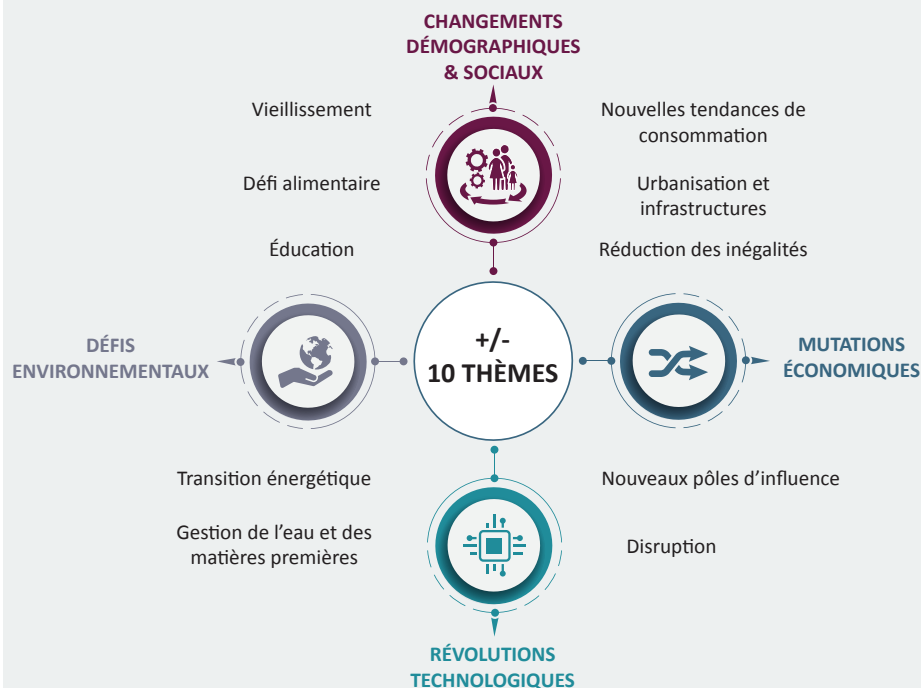 CHANGEMENTS
DÉMOGRAPHIQUES
& SOCIAUX
Vieillissement
Nouvelles tendances de
consommation
Défi alimentaire
Urbanisation et
infrastructures
Éducation
Réduction des inégalités
+/-
10 THÈMES
DÉFIS
ENVIRONNEMENTAUX
MUTATIONS
ÉCONOMIQUES
Transition énergétique
Nouveaux pôles d’influence
Gestion de l’eau et des
matières premières
Disruption
RÉVOLUTIONS
TECHNOLOGIQUES